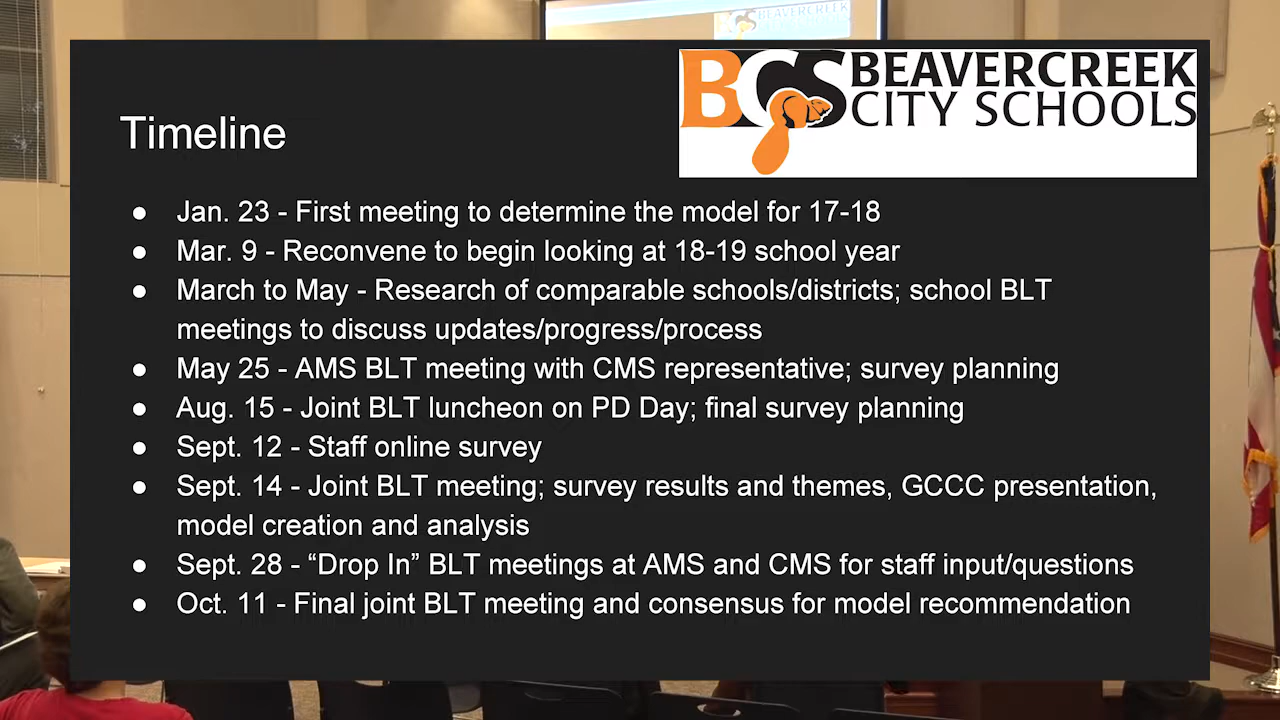 BEAVERCREEK
BCS BEAVERCREEK
CITY SCHOOLS
Timeline
● Jan. 23 - First meeting to determine the model for 17-18
● Mar. 9 - Reconvene to begin looking at 18-19 school year
● March to May - Research of comparable schools/districts; school BLT
meetings to discuss updates/progress/process
● May 25 - AMS BLT meeting with CMS representative; survey planning
● Aug. 15 - Joint BLT luncheon on PD Day; final survey planning
● Sept. 12 - Staff online survey
● Sept. 14 - Joint BLT meeting; survey results and themes, GCCC presentation,
model creation and analysis
● Sept. 28 - “Drop In” BLT meetings at AMS and CMS for staff input/questions
● Oct. 11 - Final joint BLT meeting and consensus for model recommendation